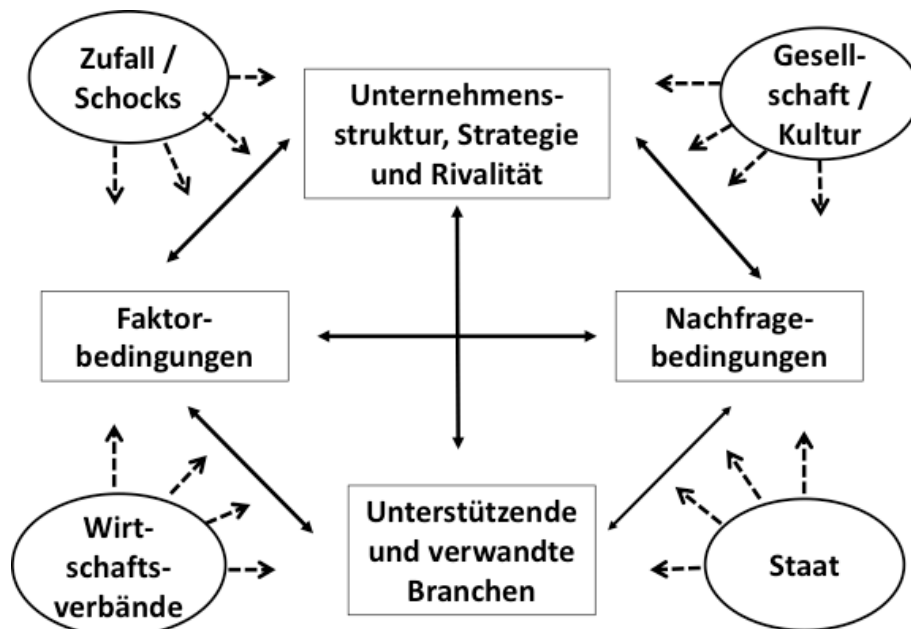 Zufall /
Schocks
Gesell-
schaft /
Kultur
Unternehmens-
struktur, Strategie
und Rivalität
Faktor-
bedingungen
Nachfrage-
bedingungen
Wirt-
schafts-
verbände
Unterstützende
und verwandte
Branchen
Staat